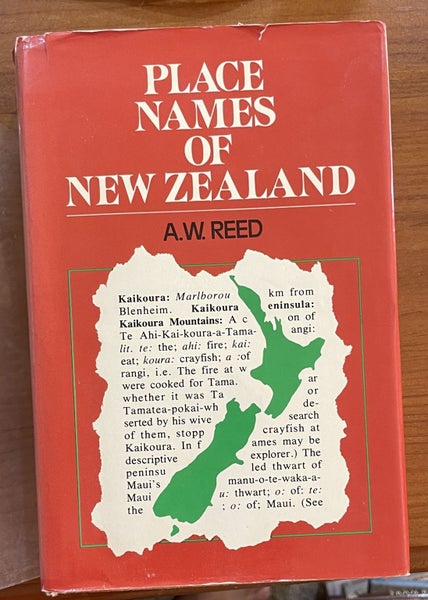 PLACE
NAMES
OF
NEW ZEALAND
A.W. REED
Kaikoura: Marlborou km from
Blenheim. Kaikoura eninsula:
Kaikoura Mountains: A c on of
Te Ahi-Kai-koura-a-Tama- angi:
lit. te: the; ahi: fire; kai:
eat; koura: crayfish; a :of
rangi, i.e. The fire at w
were cooked for Tama. ar
whether it was Ta or
Tamatea-pokai-wh de-
serted by his wive search
of them, stopp crayfish at
Kaikoura. In f ames may be
descriptive explorer.) The
peninsu led thwart of
Maui's manu-o-te-waka-a-
Maui u: thwart; o: of: te:
the ; o: of; Maui. (See